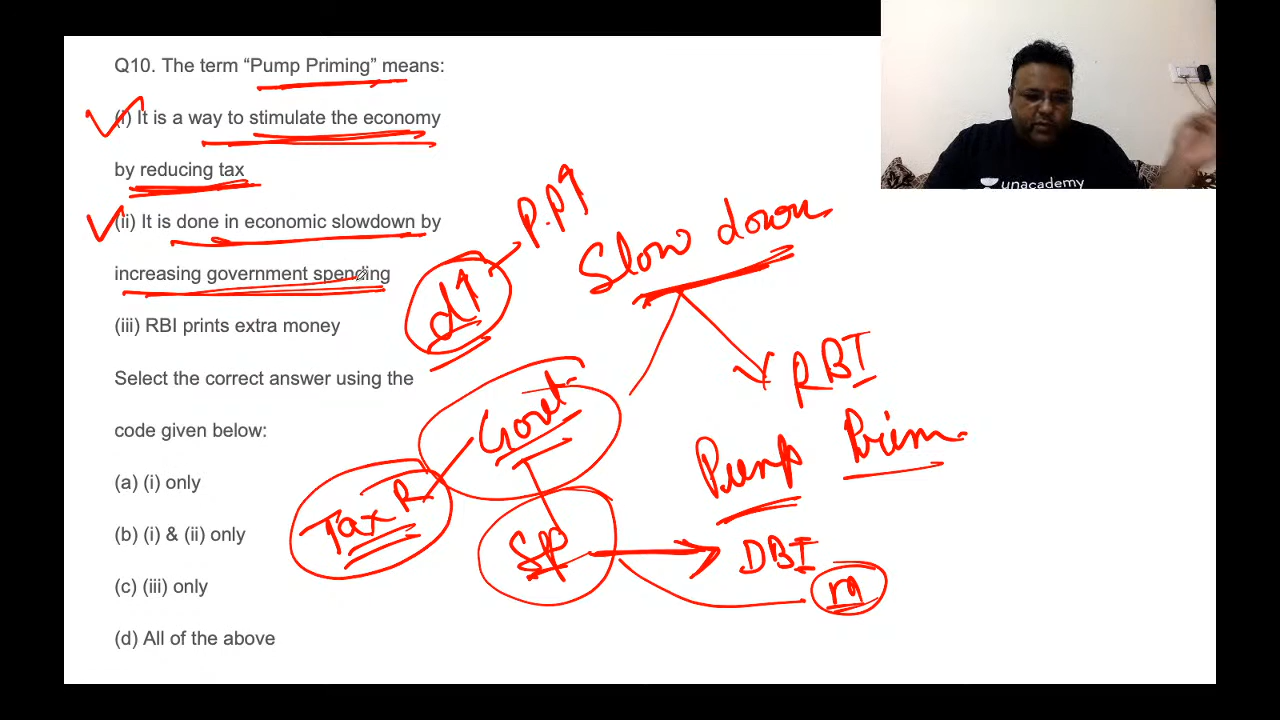 Q10. The term “Pump Priming” means:
(i) It is a way to stimulate the economy
by reducing tax
(ii) It is done in economic slowdown by
increasing government spending
(iii) RBI prints extra money
Select the correct answer using the
code given below:
(a) (i) only
(b) (i) & (ii) only
(c) (iii) only
(d) All of the above
P.P↑
d↑
Slow down
Govt.
RBI
Pump Prim
Tax R
Sp
DBI
unacademy